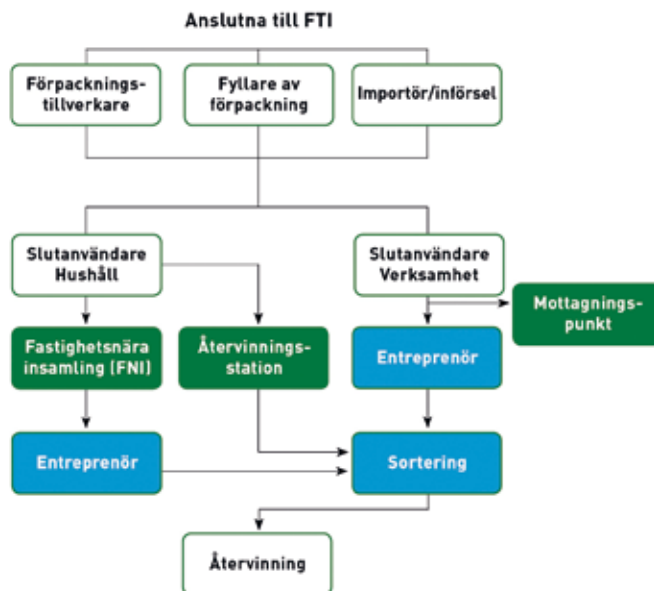 Anslutna till FTI
Förpacknings-
tillverkare
Fyllare av
förpackning
Importör/införsel
Slutanvändare
Hushåll
Slutanvändare
Verksamhet
Mottagnings-
punkt
Fastighetsnära
insamling (FNI)
Återvinnings-
station
Entreprenör
Entreprenör
Sortering
Återvinning